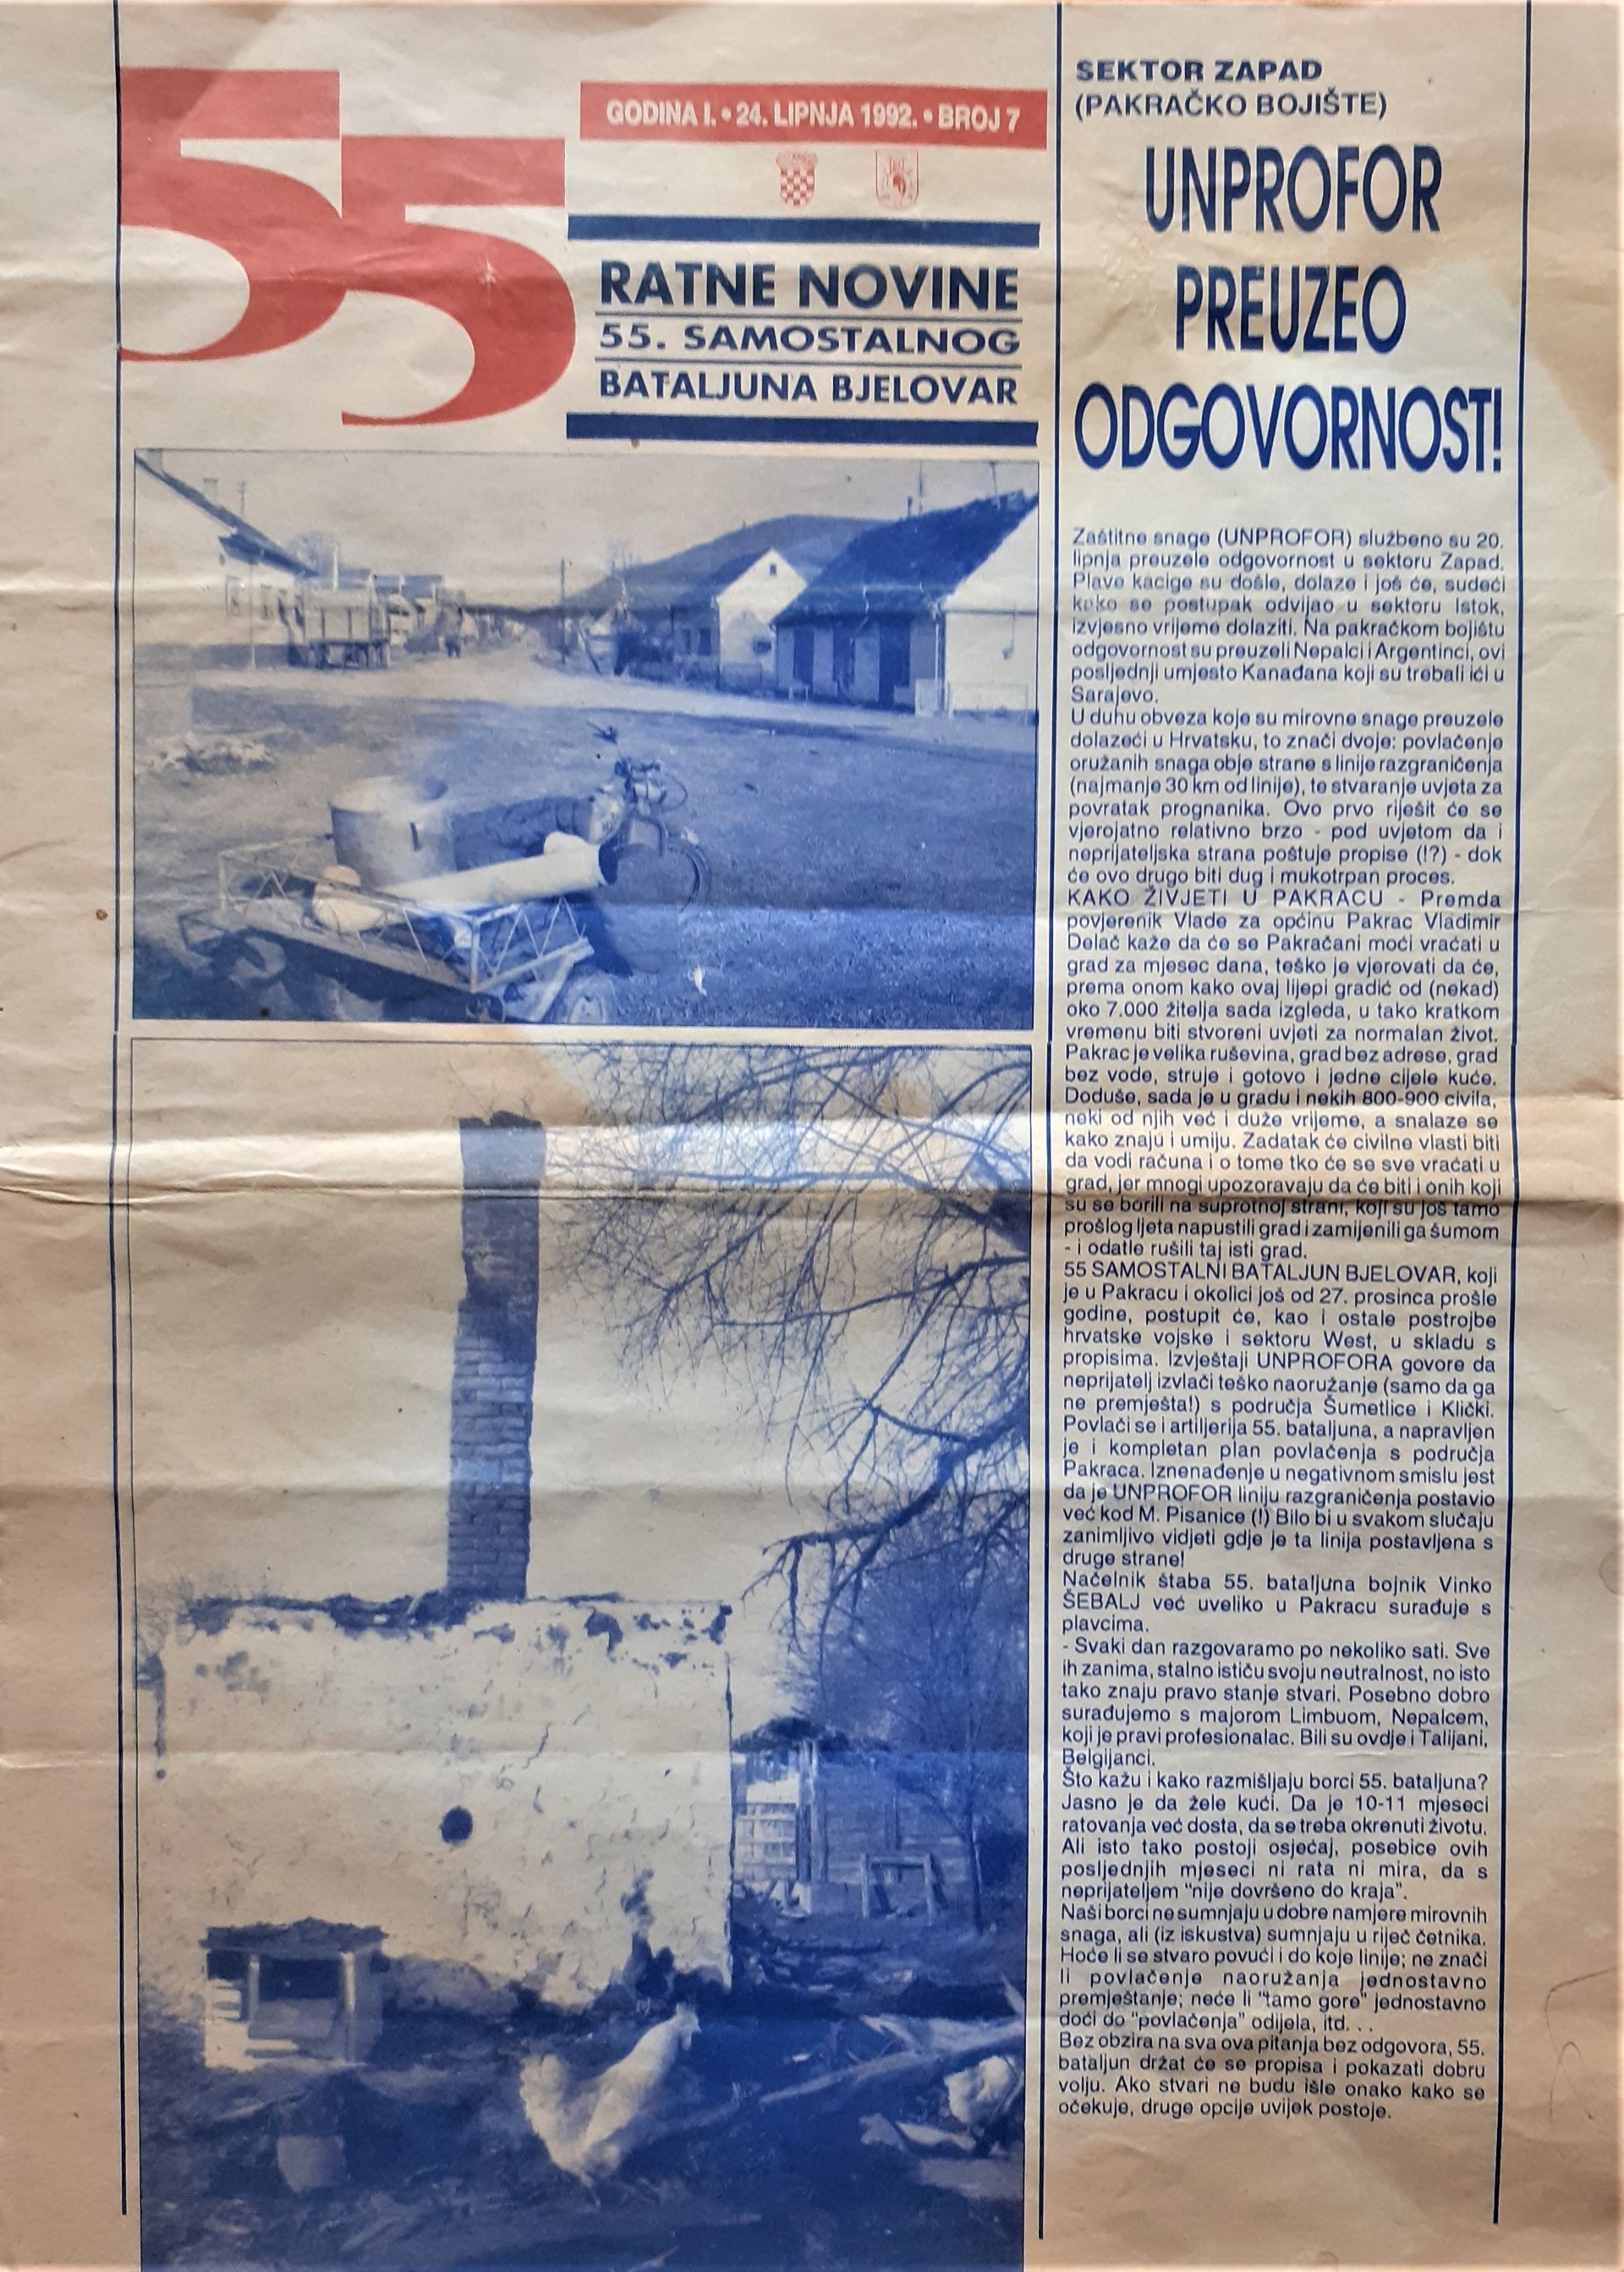 55
GODINA I. • 24. LIPNJA 1992. • BROJ 7
RATNE NOVINE
55. SAMOSTALNOG
BATALJUNA BJELOVAR
SEKTOR ZAPAD
(PAKRAČKO BOJIŠTE)
UNPROFOR
PREUZEO
ODGOVORNOST!
Zaštitne snage (UNPROFOR) službeno su 20.
lipnja preuzele odgovornost u sektoru Zapad.
Plave kacige su došle, dolaze i još će, sudeći
kako se postupak odvijao u sektoru Istok,
izvjesno vrijeme dolaziti. Na pakračkom bojištu
odgovornost su preuzeli Nepalci i Argentinci, ovi
posljednji umjesto Kanađana koji su trebali ići u
Sarajevo.
U duhu obveza koje su mirovne snage preuzele
dolazeći u Hrvatsku, to znači dvoje: povlačenje
oružanih snaga obje strane s linije razgraničenja
(najmanje 30 km od linije), te stvaranje uvjeta za
povratak prognanika. Ovo prvo riješit će se
vjerojatno relativno brzo - pod uvjetom da i
neprijateljska strana poštuje propise (!?) - dok
će ovo drugo biti dug i mukotrpan proces.
KAKO ŽIVJETI U PAKRACU - Premda
povjerenik Vlade za općinu Pakrac Vladimir
Delač kaže da će se Pakračani moći vraćati u
grad za mjesec dana, teško je vjerovati da će,
prema onom kako ovaj lijepi gradić od (nekad)
oko 7.000 žitelja sada izgleda, u tako kratkom
vremenu biti stvoreni uvjeti za normalan život.
Pakrac je velika ruševina, grad bez adrese, grad
bez vode, struje i gotovo i jedne cijele kuće.
Doduše, sada je u gradu i nekih 800-900 civila,
neki od njih već i duže vrijeme, a snalaze se
kako znaju i umiju. Zadatak će civilne vlasti biti
da vodi računa i o tome tko će se sve vraćati u
grad, jer mnogi upozoravaju da će biti i onih koji
su se borili na suprotnoj strani, koji su još tamo
prošlog ljeta napustili grad i zamijenili ga šumom
- i odatle rušili taj isti grad.
55 SAMOSTALNI BATALJUN BJELOVAR, koji
je u Pakracu i okolici još od 27. prosinca prošle
godine, postupit će, kao i ostale postrojbe
hrvatske vojske i sektoru West, u skladu s
propisima. Izvještaji UNPROFORA govore da
neprijatelj izvlači teško naoružanje (samo da ga
ne premješta!) s područja Šumetlice i Klički.
Povlači se i artiljerija 55. bataljuna, a napravljen
je i kompletan plan povlačenja s područja
Pakraca. Iznenađenje u negativnom smislu jest
da je UNPROFOR liniju razgraničenja postavio
već kod M. Pisanice (!) Bilo bi u svakom slučaju
zanimljivo vidjeti gdje je ta linija postavljena s
druge strane!
Načelnik štaba 55. bataljuna bojnik Vinko
ŠEBALJ već uveliko u Pakracu surađuje s
plavcima.
- Svaki dan razgovaramo po nekoliko sati. Sve
ih zanima, stalno ističu svoju neutralnost, no isto
tako znaju pravo stanje stvari. Posebno dobro
surađujemo s majorom Limbuom, Nepalcem,
koji je pravi profesionalac. Bili su ovdje i Talijani,
Belgijanci.
Što kažu i kako razmišljaju borci 55. bataljuna?
Jasno je da žele kući. Da je 10-11 mjeseci
ratovanja već dosta, da se treba okrenuti životu.
Ali isto tako postoji osjećaj, posebice ovih
posljednjih mjeseci ni rata ni mira, da s
neprijateljem "nije dovršeno do kraja".
Naši borci ne sumnjaju u dobre namjere mirovnih
snaga, ali (iz iskustva) sumnjaju u riječ četnika.
Hoće li se stvaro povući i do koje linije; ne znači
li povlačenje naoružanja jednostavno
premještanje; neće li "tamo gore" jednostavno
doći do "povlačenja" odijela, itd. . .
Bez obzira na sva ova pitanja bez odgovora, 55.
bataljun držat će se propisa i pokazati dobru
volju. Ako stvari ne budu išle onako kako se
očekuje, druge opcije uvijek postoje.